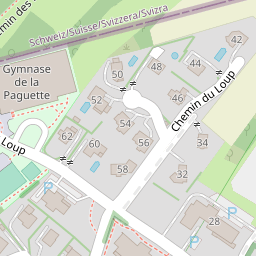 emin des
Schweiz/Suisse/Svizzera/Svizra
42
50
48
44
Gymnase
de la
Paguette
52
46
Chemin du Loup
54
62
60
56
34
Loup
58
32
P
28
P
P